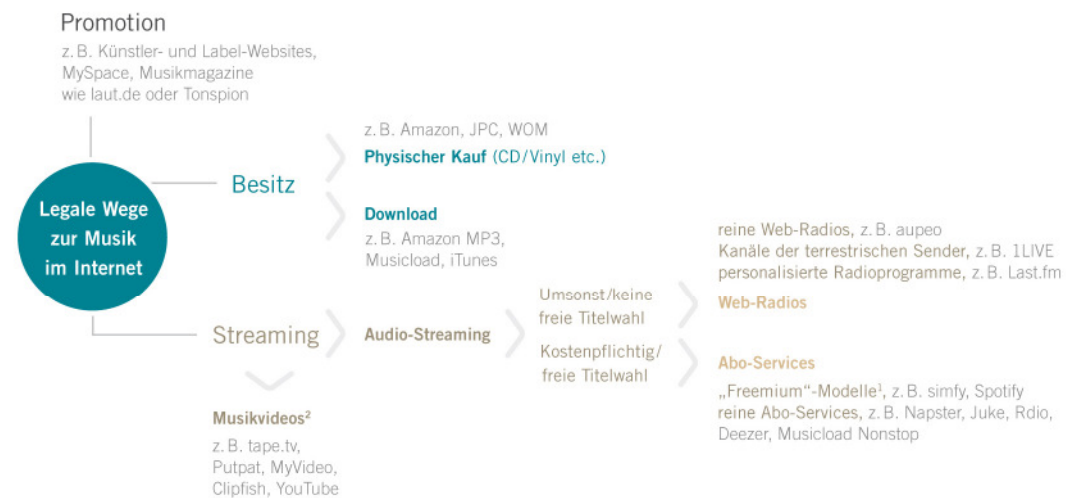 Promotion
z. B. Künstler- und Label-Websites,
MySpace, Musikmagazine
wie laut.de oder Tonspion
Legale Wege
zur Musik
im Internet
Besitz
z. B. Amazon, JPC, WOM
Physischer Kauf (CD/Vinyl etc.)
Download
z. B. Amazon MP3,
Musicload, iTunes
Streaming
Audio-Streaming
Umsonst/keine
freie Titelwahl
Kostenpflichtig/
freie Titelwahl
reine Web-Radios, z. B. aupeo
Kanäle der terrestrischen Sender, z. B. 1LIVE
personalisierte Radioprogramme, z. B. Last.fm
Web-Radios
Abo-Services
„Freemium“-Modelle¹, z. B. simfy, Spotify
reine Abo-Services, z. B. Napster, Juke, Rdio,
Deezer, Musicload Nonstop
Musikvideos²
z. B. tape.tv,
Putpat, MyVideo,
Clipfish, YouTube